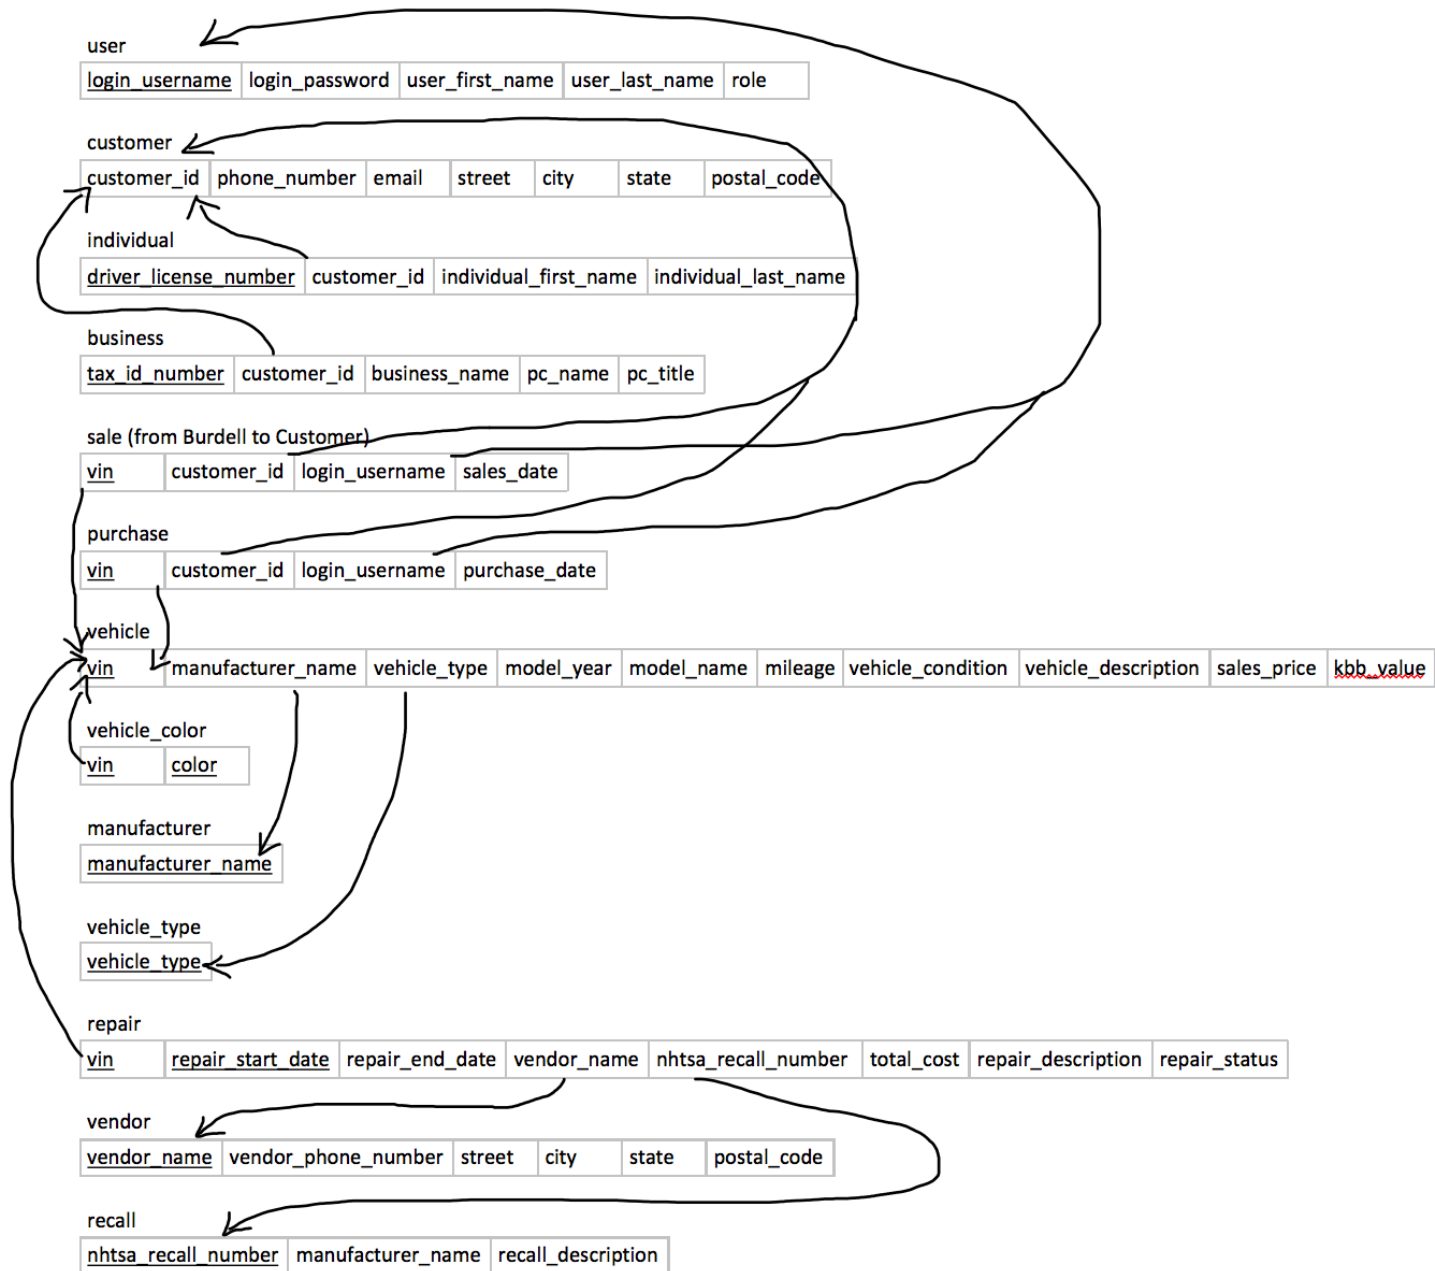 user
login_username login_password user_first_name user_last_name role
customer
customer_id phone_number email street city state postal_code
individual
driver_license_number customer_id individual_first_name individual_last_name
business
tax_id_number customer_id business_name pc_name pc_title
sale (from Burdell to Customer)
vin customer_id login_username sales_date
purchase
vin customer_id login_username purchase_date
vehicle
vin manufacturer_name vehicle_type model_year model_name mileage vehicle_condition vehicle_description sales_price kbb_value
vehicle_color
vin color
manufacturer
manufacturer_name
vehicle_type
vehicle_type
repair
vin repair_start_date repair_end_date vendor_name nhtsa_recall_number total_cost repair_description repair_status
vendor
vendor_name vendor_phone_number street city state postal_code
recall
nhtsa_recall_number manufacturer_name recall_description